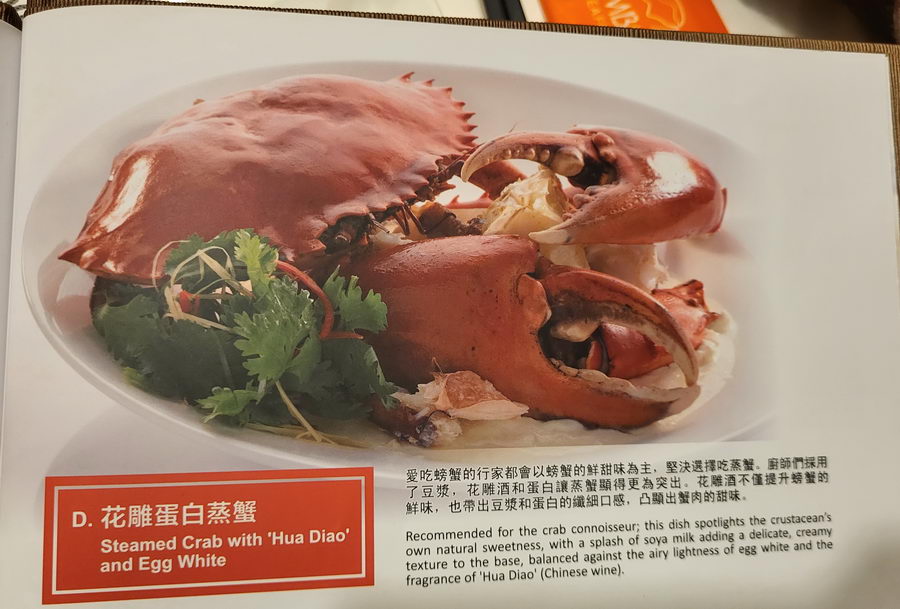 D. 花雕蛋白蒸蟹
Steamed Crab with 'Hua Diao'
and Egg White
愛吃螃蟹的行家都會以螃蟹的鮮甜味為主，堅決選擇吃蒸蟹。廚師們採用
了豆漿，花雕酒和蛋白讓蒸蟹顯得更為突出。花雕酒不僅提升螃蟹的
鮮味，也帶出豆漿和蛋白的纖細口感，凸顯出蟹肉的甜味。
Recommended for the crab connoisseur; this dish spotlights the crustacean's
own natural sweetness, with a splash of soya milk adding a delicate, creamy
texture to the base, balanced against the airy lightness of egg white and the
fragrance of 'Hua Diao' (Chinese wine).